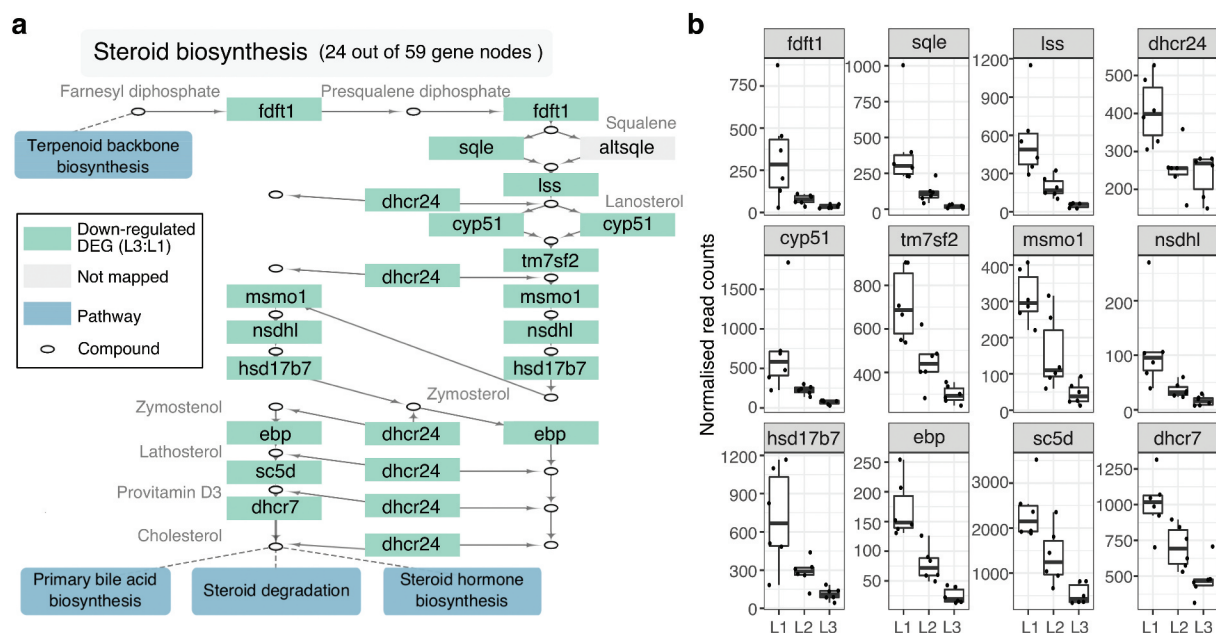 a
Steroid biosynthesis (24 out of 59 gene nodes )
Farnesyl diphosphate
Presqualene diphosphate
fdft1
fdft1
Terpenoid backbone
biosynthesis
Squalene
sqle
altsqle
lss
dhcr24
Lanosterol
cyp51
cyp51
tm7sf2
dhcr24
msmo1
msmo1
nsdhl
nsdhl
hsd17b7
hsd17b7
Down-regulated
DEG (L3:L1)
Not mapped
Pathway
Compound
Zymosterol
Zymostenol
ebp
dhcr24
ebp
Lathosterol
sc5d
dhcr24
Provitamin D3
dhcr7
dhcr24
Cholesterol
dhcr24
Primary bile acid
biosynthesis
Steroid degradation
Steroid hormone
biosynthesis
b
Normalised read counts
fdft1
750
500
250
0
sqle
1000
750
500
250
0
lss
1200
900
600
300
0
dhcr24
500
400
300
200
cyp51
1500
1000
500
0
tm7sf2
800
600
400
msmo1
400
300
200
100
0
nsdhl
200
100
0
hsd17b7
1200
900
600
300
0
ebp
250
200
150
100
50
sc5d
3000
2000
1000
dhcr7
1250
1000
750
500
L1 L2 L3
L1 L2 L3
L1 L2 L3
L1 L2 L3